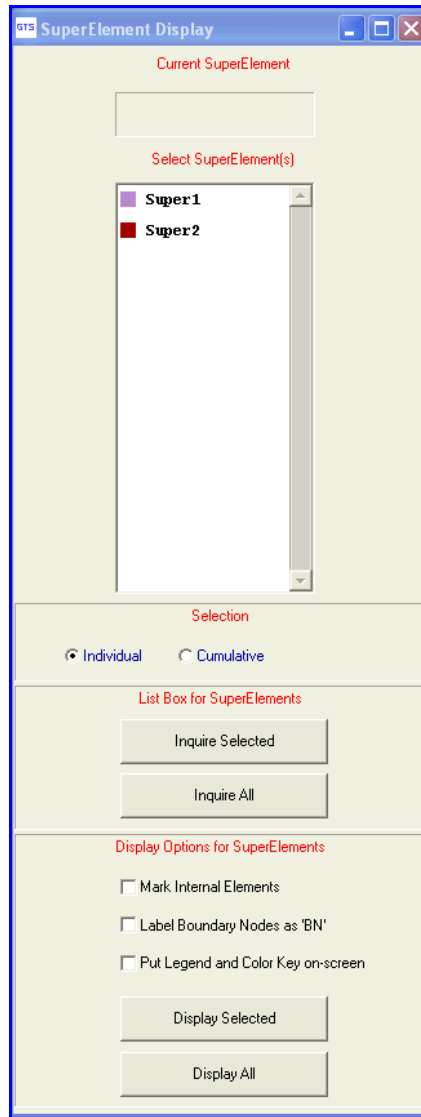 GTS SuperElement Display
Current SuperElement
Select SuperElement(s)
Super1
Super2
Selection
Individual Cumulative
List Box for SuperElements
Inquire Selected
Inquire All
Display Options for SuperElements
Mark Internal Elements
Label Boundary Nodes as 'BN'
Put Legend and Color Key on-screen
Display Selected
Display All